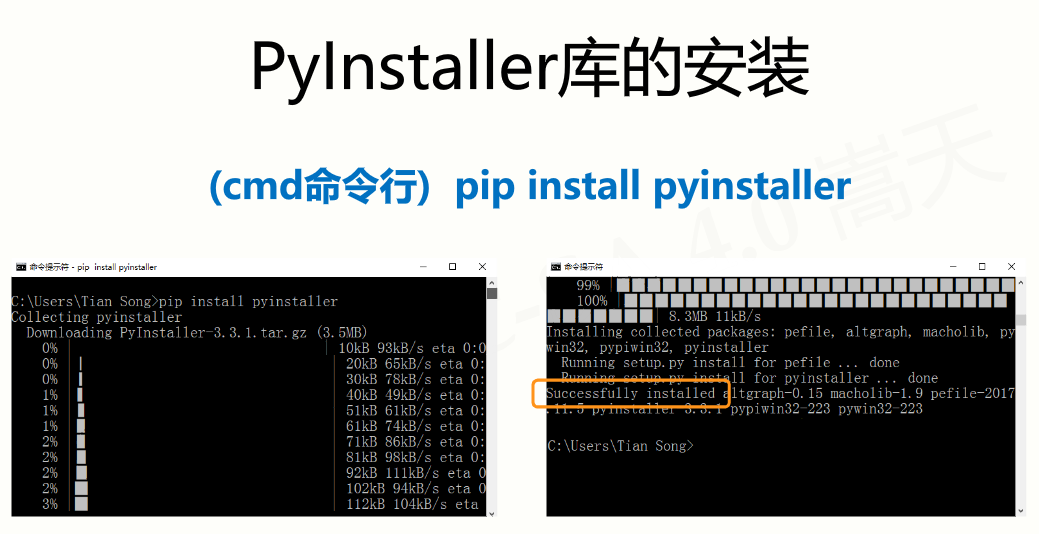 PyInstaller库的安装
(cmd命令行) pip install pyinstaller
命令提示符 - pip install pyinstaller
C:\Users\Tian Song>pip install pyinstaller
Collecting pyinstaller
Downloading PyInstaller-3.3.1.tar.gz (3.5MB)
0% 10kB 93kB/s eta 0:0
0% 20kB 65kB/s eta 0:
0% 30kB 78kB/s eta 0:
1% 40kB 49kB/s eta 0:
1% 51kB 61kB/s eta 0:
1% 61kB 74kB/s eta 0:
2% 71kB 86kB/s eta 0:
2% 81kB 98kB/s eta 0:
2% 92kB 111kB/s eta 0
2% 102kB 94kB/s eta 0
3% 112kB 104kB/s eta
命令提示符
99%
100%
8.3MB 11kB/s
Installing collected packages: pefile, altgraph, macholib, py
win32, pypiwin32, pyinstaller
Running setup.py install for pefile ... done
Running setup.py install for pyinstaller ... done
Successfully installed altgraph-0.15 macholib-1.9 pefile-2017
.11.5 pyinstaller-3.3.1 pypiwin32-223 pywin32-223
C:\Users\Tian Song>
4.0 嵩天